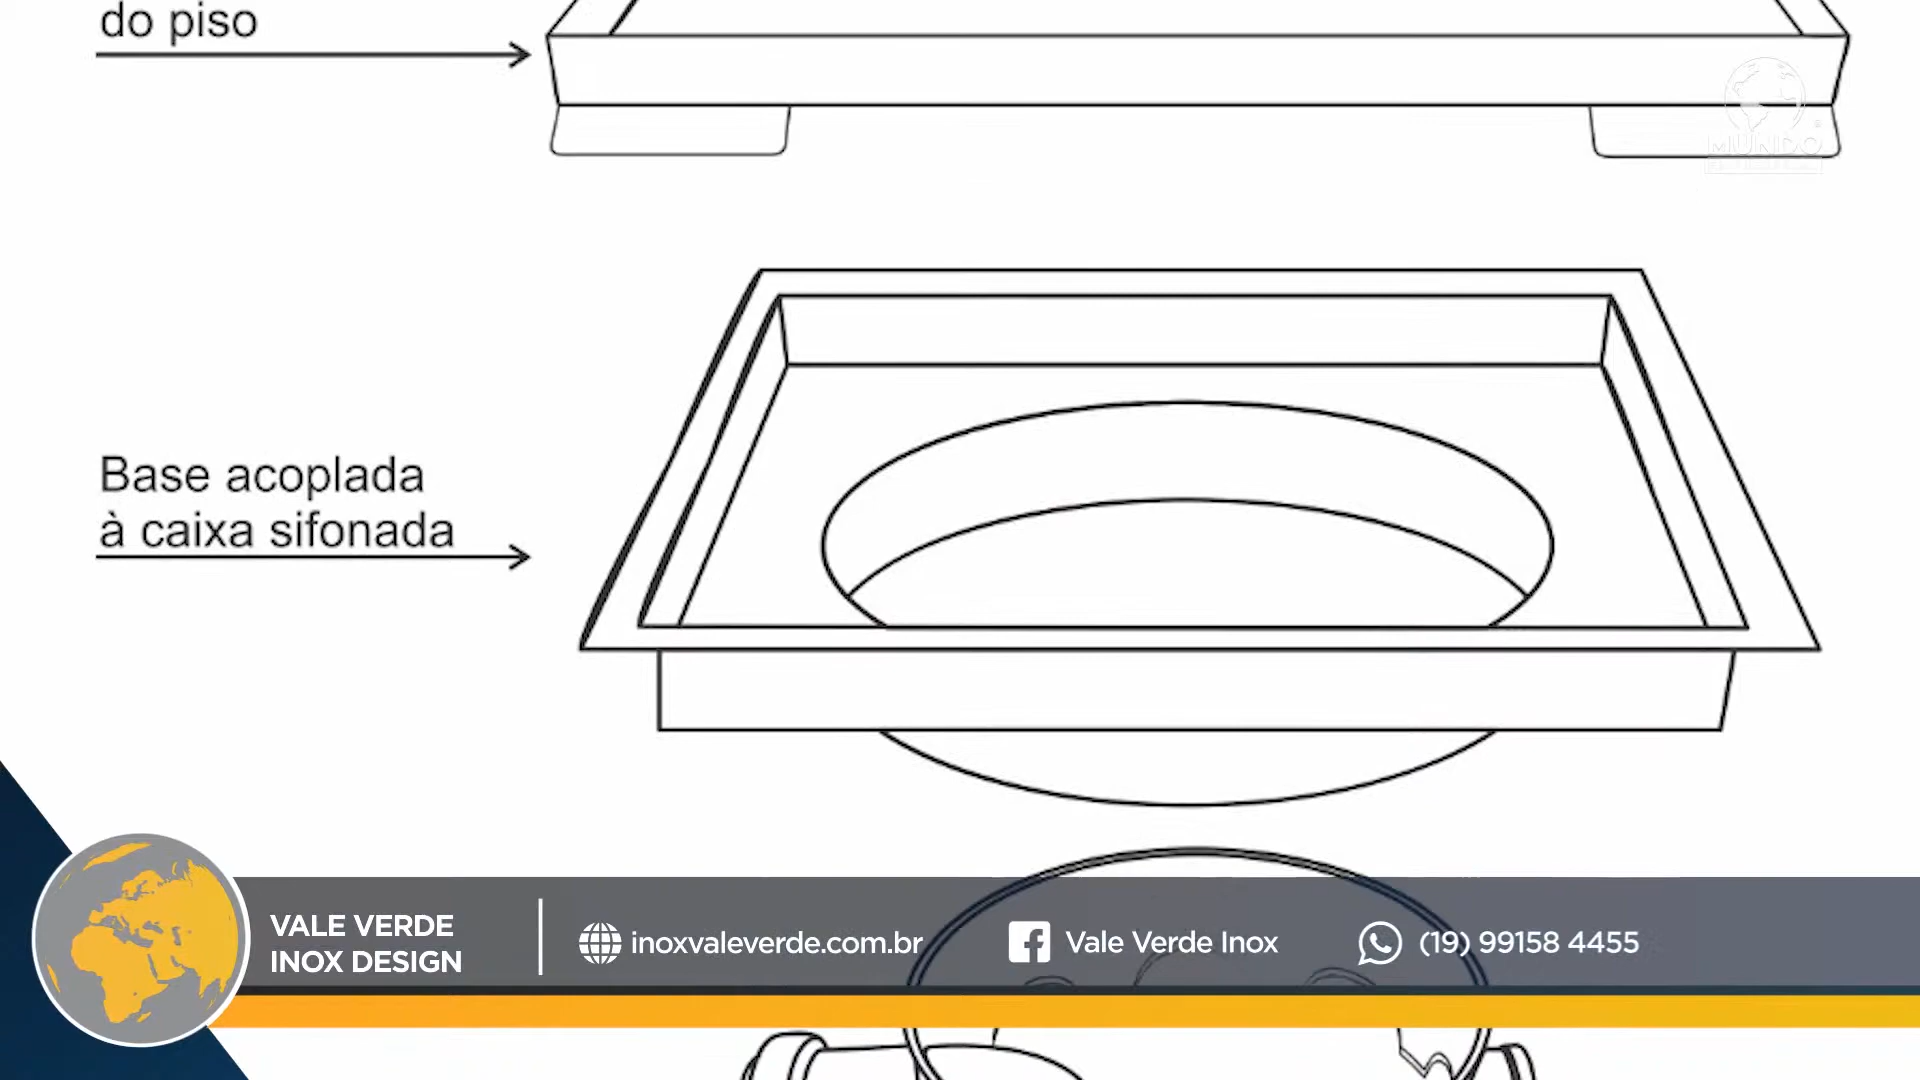 do piso
MUNDO
Base acoplada
à caixa sifonada
VALE VERDE
INOX DESIGN
inoxvaleverde.com.br
Vale Verde Inox
(19) 99158 4455